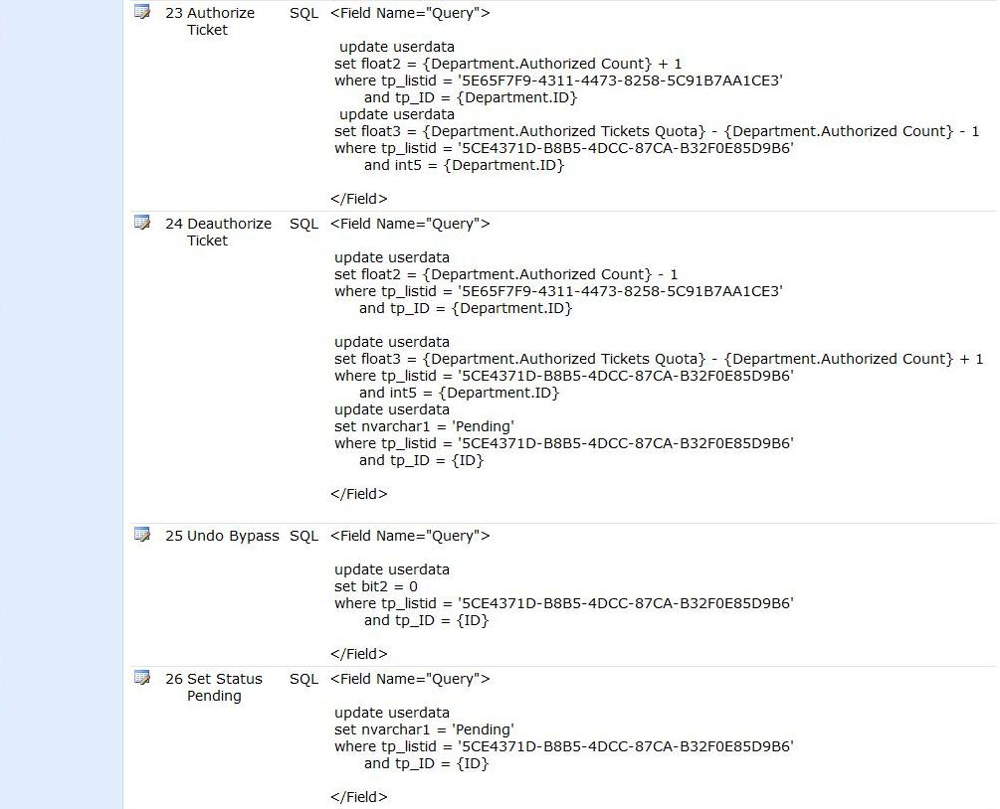 23 Authorize Ticket SQL <Field Name="Query">
update userdata
set float2 = {Department.Authorized Count} + 1
where tp_listid = '5E65F7F9-4311-4473-8258-5C91B7AA1CE3'
and tp_ID = {Department.ID}
update userdata
set float3 = {Department.Authorized Tickets Quota} - {Department.Authorized Count} - 1
where tp_listid = '5CE4371D-B8B5-4DCC-87CA-B32F0E85D9B6'
and int5 = {Department.ID}
</Field>
24 Deauthorize Ticket SQL <Field Name="Query">
update userdata
set float2 = {Department.Authorized Count} - 1
where tp_listid = '5E65F7F9-4311-4473-8258-5C91B7AA1CE3'
and tp_ID = {Department.ID}
update userdata
set float3 = {Department.Authorized Tickets Quota} - {Department.Authorized Count} + 1
where tp_listid = '5CE4371D-B8B5-4DCC-87CA-B32F0E85D9B6'
and int5 = {Department.ID}
update userdata
set nvarchar1 = 'Pending'
where tp_listid = '5CE4371D-B8B5-4DCC-87CA-B32F0E85D9B6'
and tp_ID = {ID}
</Field>
25 Undo Bypass SQL <Field Name="Query">
update userdata
set bit2 = 0
where tp_listid = '5CE4371D-B8B5-4DCC-87CA-B32F0E85D9B6'
and tp_ID = {ID}
</Field>
26 Set Status Pending SQL <Field Name="Query">
update userdata
set nvarchar1 = 'Pending'
where tp_listid = '5CE4371D-B8B5-4DCC-87CA-B32F0E85D9B6'
and tp_ID = {ID}
</Field>